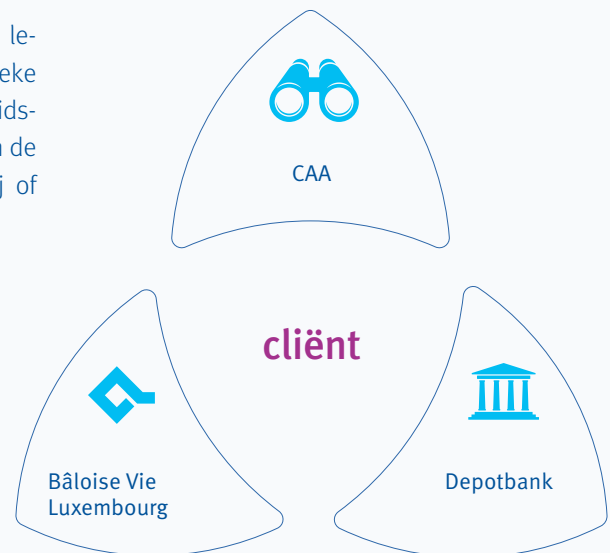 le-
eke
ids-
de
of
CAA
cliënt
Bâloise Vie
Luxembourg
Depotbank